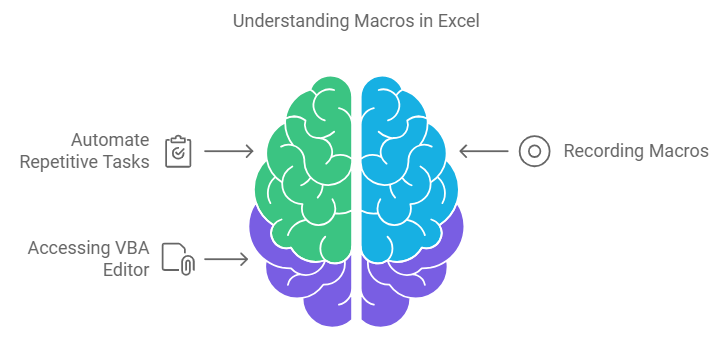 Understanding Macros in Excel
Automate
Repetitive Tasks
Recording Macros
Accessing VBA
Editor